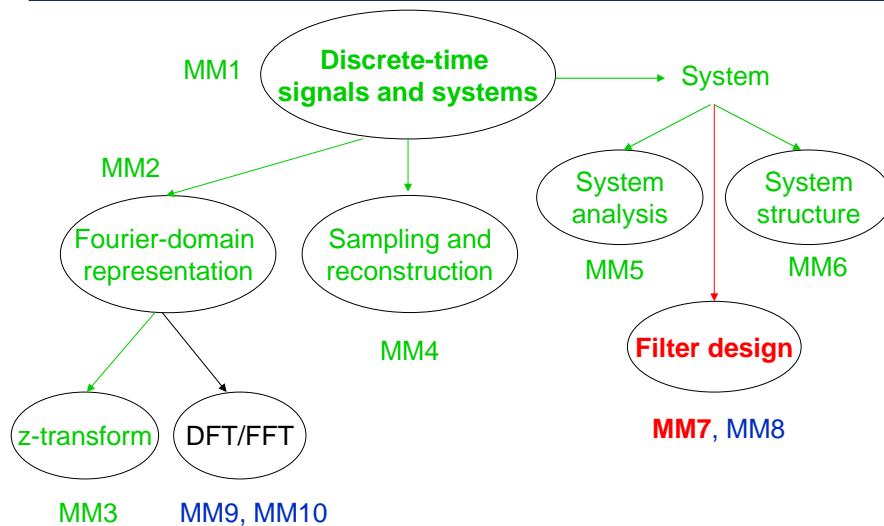 MM1
Discrete-time
signals and systems
System
MM2
Fourier-domain
representation
Sampling and
reconstruction
System
analysis
System
structure
MM5
MM6
MM4
Filter design
z-transform
DFT/FFT
MM7, MM8
MM3
MM9, MM10